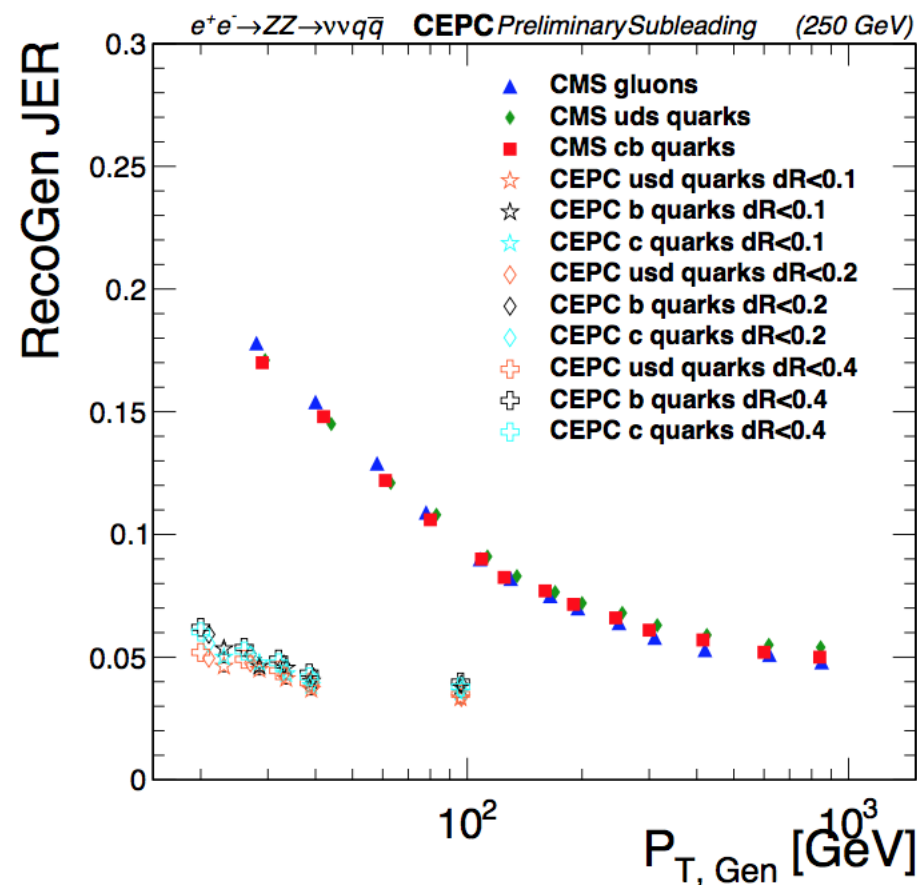 e⁺e⁻→ZZ→ννqq̅ CEPC Preliminary Subleading (250 GeV)
RecoGen JER
0.3
0.25
0.2
0.15
0.1
0.05
0
CMS gluons
CMS uds quarks
CMS cb quarks
CEPC usd quarks dR<0.1
CEPC b quarks dR<0.1
CEPC c quarks dR<0.1
CEPC usd quarks dR<0.2
CEPC b quarks dR<0.2
CEPC c quarks dR<0.2
CEPC usd quarks dR<0.4
CEPC b quarks dR<0.4
CEPC c quarks dR<0.4
10² 10³
P_T, Gen [GeV]